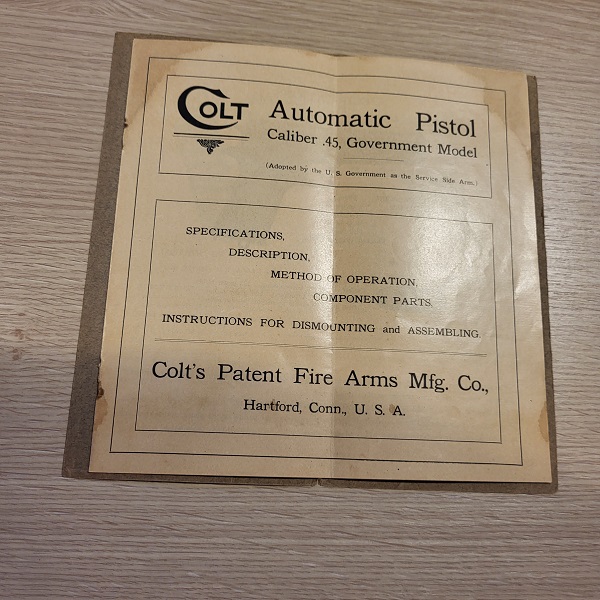 COLT
Automatic Pistol
Caliber .45, Government Model
(Adopted by the U. S. Government as the Service Side Arm.)
SPECIFICATIONS,
DESCRIPTION,
METHOD OF OPERATION,
COMPONENT PARTS,
INSTRUCTIONS FOR DISMOUNTING and ASSEMBLING.
Colt's Patent Fire Arms Mfg. Co.,
Hartford, Conn., U. S. A.